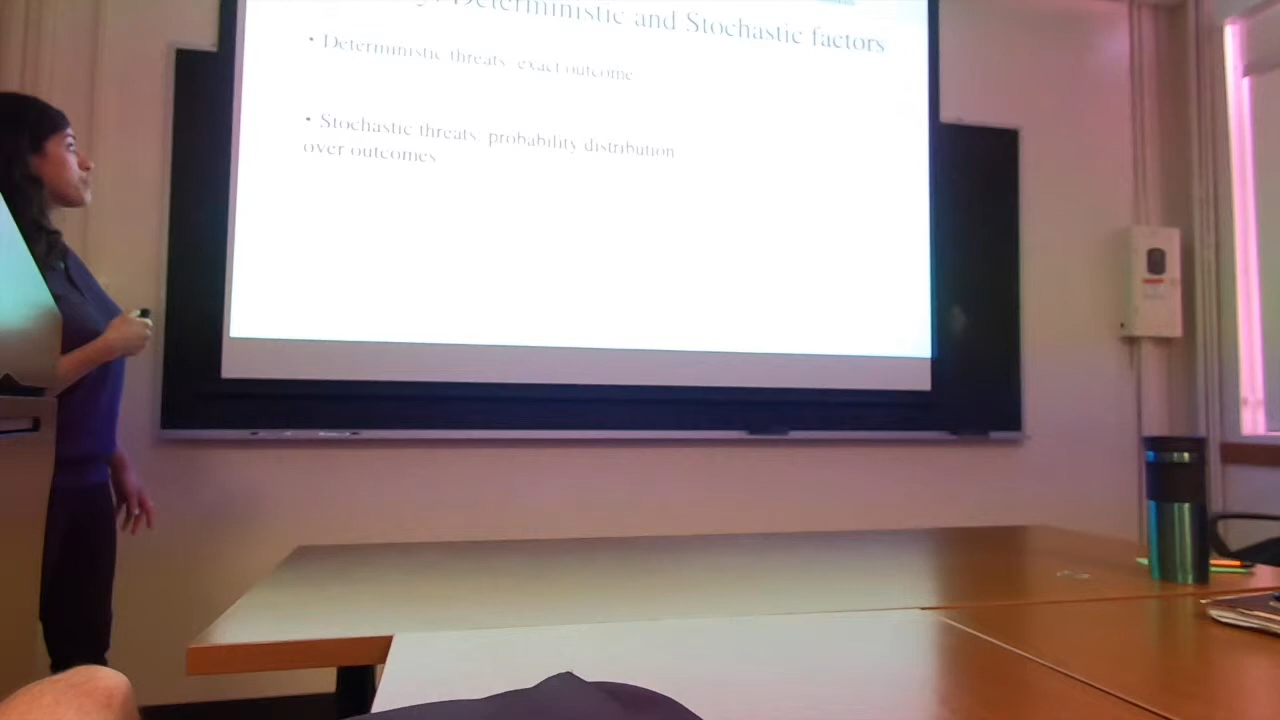 Deterministic and Stochastic factors
• Deterministic threats: exact outcome
• Stochastic threats: probability distribution
over outcomes